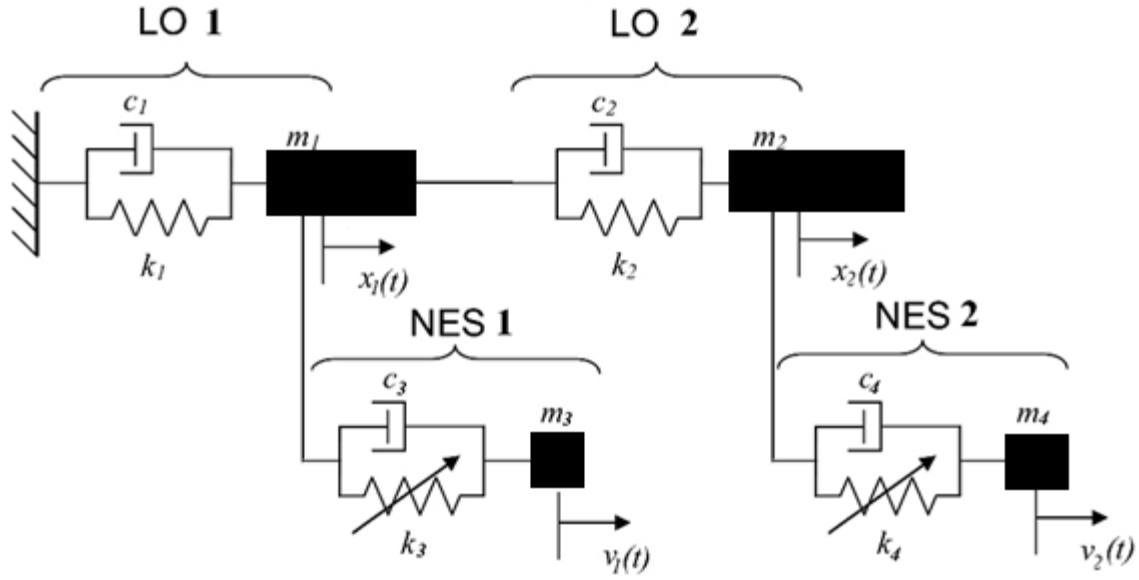 LO 1
LO 2
c1
c2
m1
m2
k1
x1(t)
k2
x2(t)
NES 1
NES 2
c3
c4
m3
m4
k3
v1(t)
k4
v2(t)